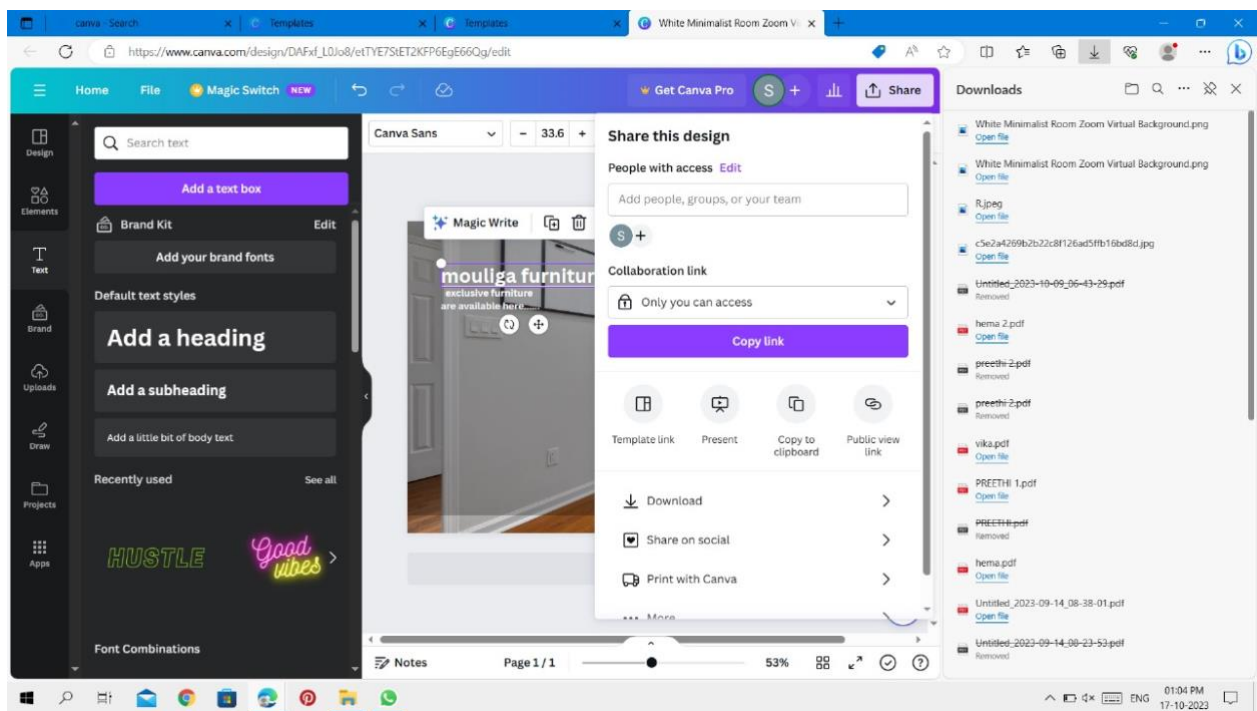 canva - Search
Templates
Templates
White Minimalist Room Zoom Vi
https://www.canva.com/design/DAFxf_L0Jo8/etTYE7StET2KFP6EgE66Qg/edit
Home File Magic Switch NEW Get Canva Pro S + Share
Design
Elements
Text
Brand
Uploads
Draw
Projects
Apps
Search text
Add a text box
Brand Kit Edit
Add your brand fonts
Default text styles
Add a heading
Add a subheading
Add a little bit of body text
Recently used See all
HUSTLE
Good
vibes
Font Combinations
Canva Sans - 33.6 +
Magic Write
mouliga furnitur
exclusive furniture
are available here
Notes Page 1 / 1 53%
Share this design
People with access Edit
Add people, groups, or your team
S +
Collaboration link
Only you can access
Copy link
Template link
Present
Copy to
clipboard
Public view
link
Download
Share on social
Print with Canva
More
Downloads
White Minimalist Room Zoom Virtual Background.png
Open file
White Minimalist Room Zoom Virtual Background.png
Open file
R.jpeg
Open file
c5e2a4269b2b22c8f126ad5ffb16bd8d.jpg
Open file
Untitled_2023-10-09_06-43-29.pdf
Removed
hema 2.pdf
Open file
preethi 2.pdf
Removed
preethi 2.pdf
Removed
vika.pdf
Open file
PREETHI 1.pdf
Open file
PREETHI.pdf
Removed
hema.pdf
Open file
Untitled_2023-09-14_08-38-01.pdf
Open file
Untitled_2023-09-14_08-23-53.pdf
Removed
ENG
01:04 PM
17-10-2023